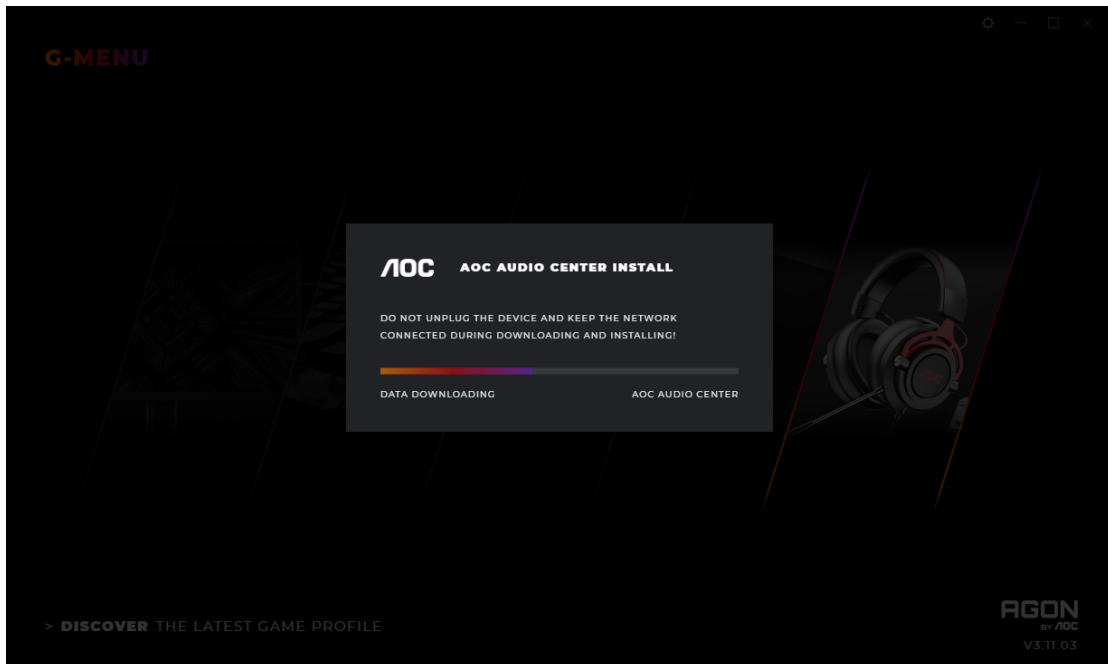 G-MENU
AOC AOC AUDIO CENTER INSTALL
DO NOT UNPLUG THE DEVICE AND KEEP THE NETWORK
CONNECTED DURING DOWNLOADING AND INSTALLING!
DATA DOWNLOADING AOC AUDIO CENTER
> DISCOVER THE LATEST GAME PROFILE
AGON
BY AOC
V3.11.03